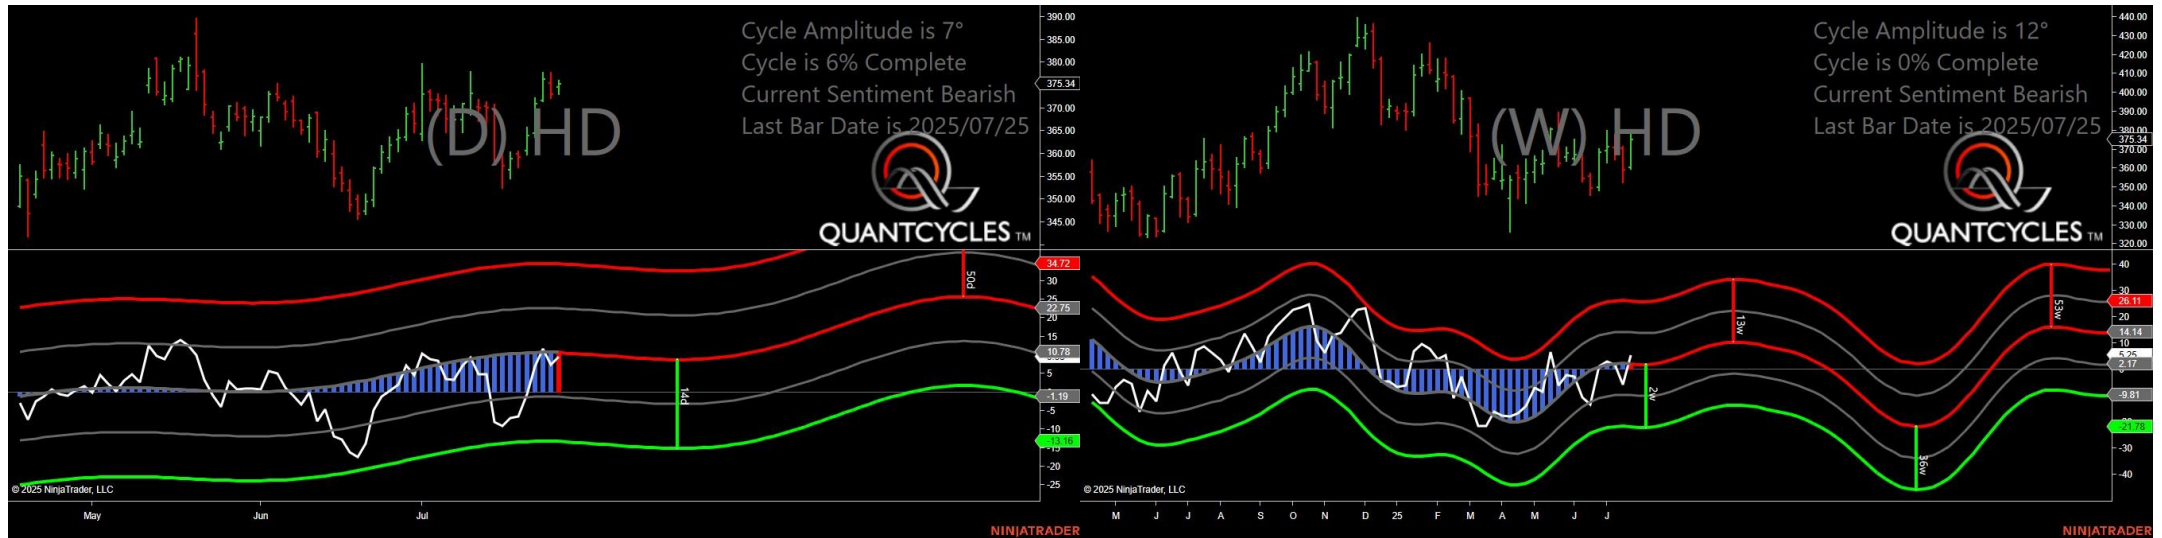 Cycle Amplitude is 7°
Cycle is 6% Complete
Current Sentiment Bearish
Last Bar Date is 2025/07/25
(D) HD
QUANTCYCLES TM
390.00
385.00
380.00
375.34
370.00
365.00
360.00
355.00
350.00
345.00
34.72
30
25
22.75
20
15
10.78
5
-1.19
-5
-10
-13.16
-15
-20
-25
50d
14d
© 2025 NinjaTrader, LLC
May Jun Jul
NINJATRADER
Cycle Amplitude is 12°
Cycle is 0% Complete
Current Sentiment Bearish
Last Bar Date is 2025/07/25
(W) HD
QUANTCYCLES TM
440.00
430.00
420.00
410.00
400.00
390.00
380.00
375.34
370.00
360.00
350.00
340.00
330.00
320.00
40
30
26.11
20
14.14
10
5.25
2.17
-9.81
-21.78
-30
-40
13w
53w
2w
36w
© 2025 NinjaTrader, LLC
M J J A S O N D 25 F M A M J J
NINJATRADER